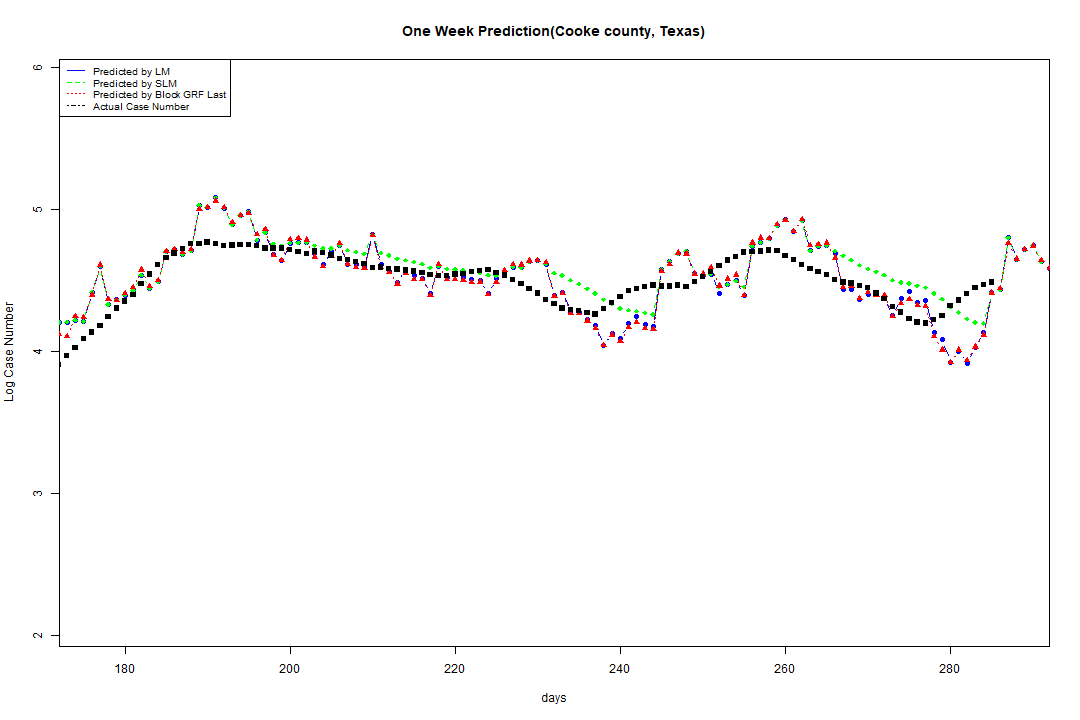 One Week Prediction(Cooke county, Texas)
Predicted by LM
Predicted by SLM
Predicted by Block GRF Last
Actual Case Number
6
5
4
3
2
Log Case Number
180 200 220 240 260 280
days